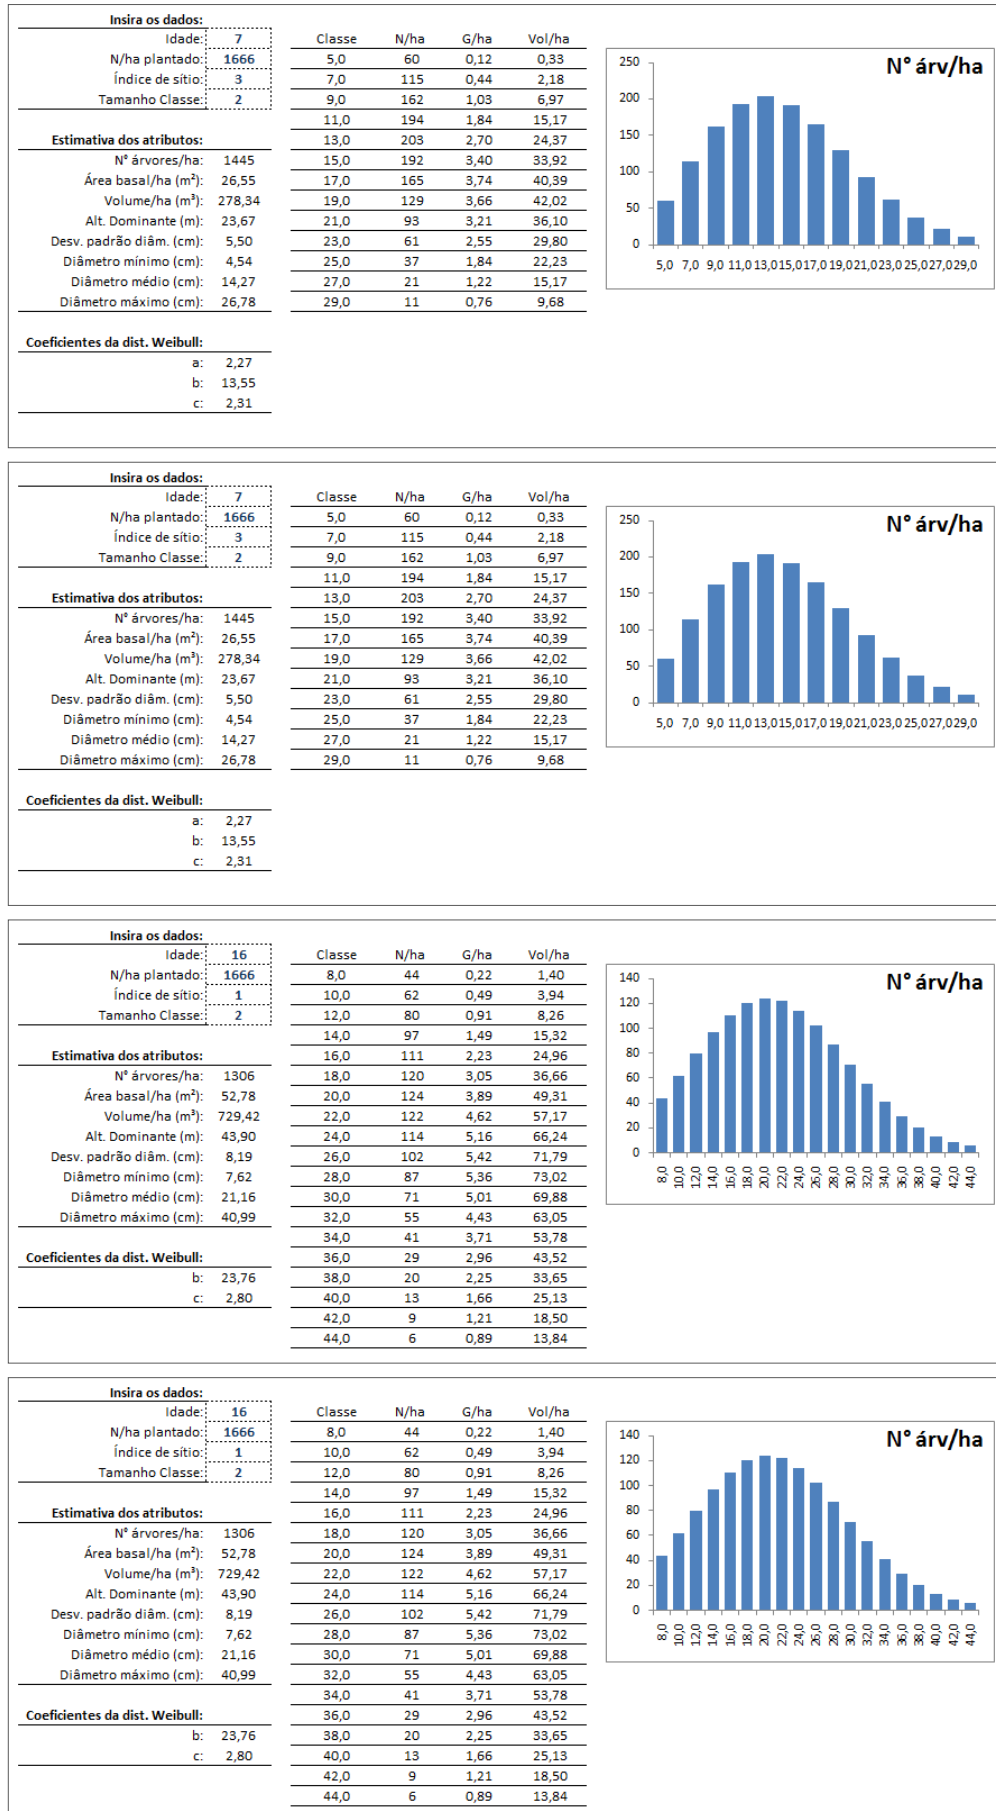 Insira os dados:
Idade: 7 Classe N/ha G/ha Vol/ha
N/ha plantado: 1666 5,0 60 0,12 0,33
Índice de sítio: 3 7,0 115 0,44 2,18
Tamanho Classe: 2 9,0 162 1,03 6,97
11,0 194 1,84 15,17
Estimativa dos atributos: 13,0 203 2,70 24,37
N° árvores/ha: 1445 15,0 192 3,40 33,92
Área basal/ha (m²): 26,55 17,0 165 3,74 40,39
Volume/ha (m³): 278,34 19,0 129 3,66 42,02
Alt. Dominante (m): 23,67 21,0 93 3,21 36,10
Desv. padrão diâm. (cm): 5,50 23,0 61 2,55 29,80
Diâmetro mínimo (cm): 4,54 25,0 37 1,84 22,23
Diâmetro médio (cm): 14,27 27,0 21 1,22 15,17
Diâmetro máximo (cm): 26,78 29,0 11 0,76 9,68
Coeficientes da dist. Weibull:
a: 2,27
b: 13,55
c: 2,31
N° árv/ha
250
200
150
100
50
0
5,0 7,0 9,0 11,0 13,0 15,0 17,0 19,0 21,0 23,0 25,0 27,0 29,0
Insira os dados:
Idade: 7 Classe N/ha G/ha Vol/ha
N/ha plantado: 1666 5,0 60 0,12 0,33
Índice de sítio: 3 7,0 115 0,44 2,18
Tamanho Classe: 2 9,0 162 1,03 6,97
11,0 194 1,84 15,17
Estimativa dos atributos: 13,0 203 2,70 24,37
N° árvores/ha: 1445 15,0 192 3,40 33,92
Área basal/ha (m²): 26,55 17,0 165 3,74 40,39
Volume/ha (m³): 278,34 19,0 129 3,66 42,02
Alt. Dominante (m): 23,67 21,0 93 3,21 36,10
Desv. padrão diâm. (cm): 5,50 23,0 61 2,55 29,80
Diâmetro mínimo (cm): 4,54 25,0 37 1,84 22,23
Diâmetro médio (cm): 14,27 27,0 21 1,22 15,17
Diâmetro máximo (cm): 26,78 29,0 11 0,76 9,68
Coeficientes da dist. Weibull:
a: 2,27
b: 13,55
c: 2,31
N° árv/ha
250
200
150
100
50
0
5,0 7,0 9,0 11,0 13,0 15,0 17,0 19,0 21,0 23,0 25,0 27,0 29,0
Insira os dados:
Idade: 16 Classe N/ha G/ha Vol/ha
N/ha plantado: 1666 8,0 44 0,22 1,40
Índice de sítio: 1 10,0 62 0,49 3,94
Tamanho Classe: 2 12,0 80 0,91 8,26
14,0 97 1,49 15,32
Estimativa dos atributos: 16,0 111 2,23 24,96
N° árvores/ha: 1306 18,0 120 3,05 36,66
Área basal/ha (m²): 52,78 20,0 124 3,89 49,31
Volume/ha (m³): 729,42 22,0 122 4,62 57,17
Alt. Dominante (m): 43,90 24,0 114 5,16 66,24
Desv. padrão diâm. (cm): 8,19 26,0 102 5,42 71,79
Diâmetro mínimo (cm): 7,62 28,0 87 5,36 73,02
Diâmetro médio (cm): 21,16 30,0 71 5,01 69,88
Diâmetro máximo (cm): 40,99 32,0 55 4,43 63,05
34,0 41 3,71 53,78
Coeficientes da dist. Weibull: 36,0 29 2,96 43,52
b: 23,76 38,0 20 2,25 33,65
c: 2,80 40,0 13 1,66 25,13
42,0 9 1,21 18,50
44,0 6 0,89 13,84
N° árv/ha
140
120
100
80
60
40
20
0
8,0 10,0 12,0 14,0 16,0 18,0 20,0 22,0 24,0 26,0 28,0 30,0 32,0 34,0 36,0 38,0 40,0 42,0 44,0
Insira os dados:
Idade: 16 Classe N/ha G/ha Vol/ha
N/ha plantado: 1666 8,0 44 0,22 1,40
Índice de sítio: 1 10,0 62 0,49 3,94
Tamanho Classe: 2 12,0 80 0,91 8,26
14,0 97 1,49 15,32
Estimativa dos atributos: 16,0 111 2,23 24,96
N° árvores/ha: 1306 18,0 120 3,05 36,66
Área basal/ha (m²): 52,78 20,0 124 3,89 49,31
Volume/ha (m³): 729,42 22,0 122 4,62 57,17
Alt. Dominante (m): 43,90 24,0 114 5,16 66,24
Desv. padrão diâm. (cm): 8,19 26,0 102 5,42 71,79
Diâmetro mínimo (cm): 7,62 28,0 87 5,36 73,02
Diâmetro médio (cm): 21,16 30,0 71 5,01 69,88
Diâmetro máximo (cm): 40,99 32,0 55 4,43 63,05
34,0 41 3,71 53,78
Coeficientes da dist. Weibull: 36,0 29 2,96 43,52
b: 23,76 38,0 20 2,25 33,65
c: 2,80 40,0 13 1,66 25,13
42,0 9 1,21 18,50
44,0 6 0,89 13,84
N° árv/ha
140
120
100
80
60
40
20
0
8,0 10,0 12,0 14,0 16,0 18,0 20,0 22,0 24,0 26,0 28,0 30,0 32,0 34,0 36,0 38,0 40,0 42,0 44,0